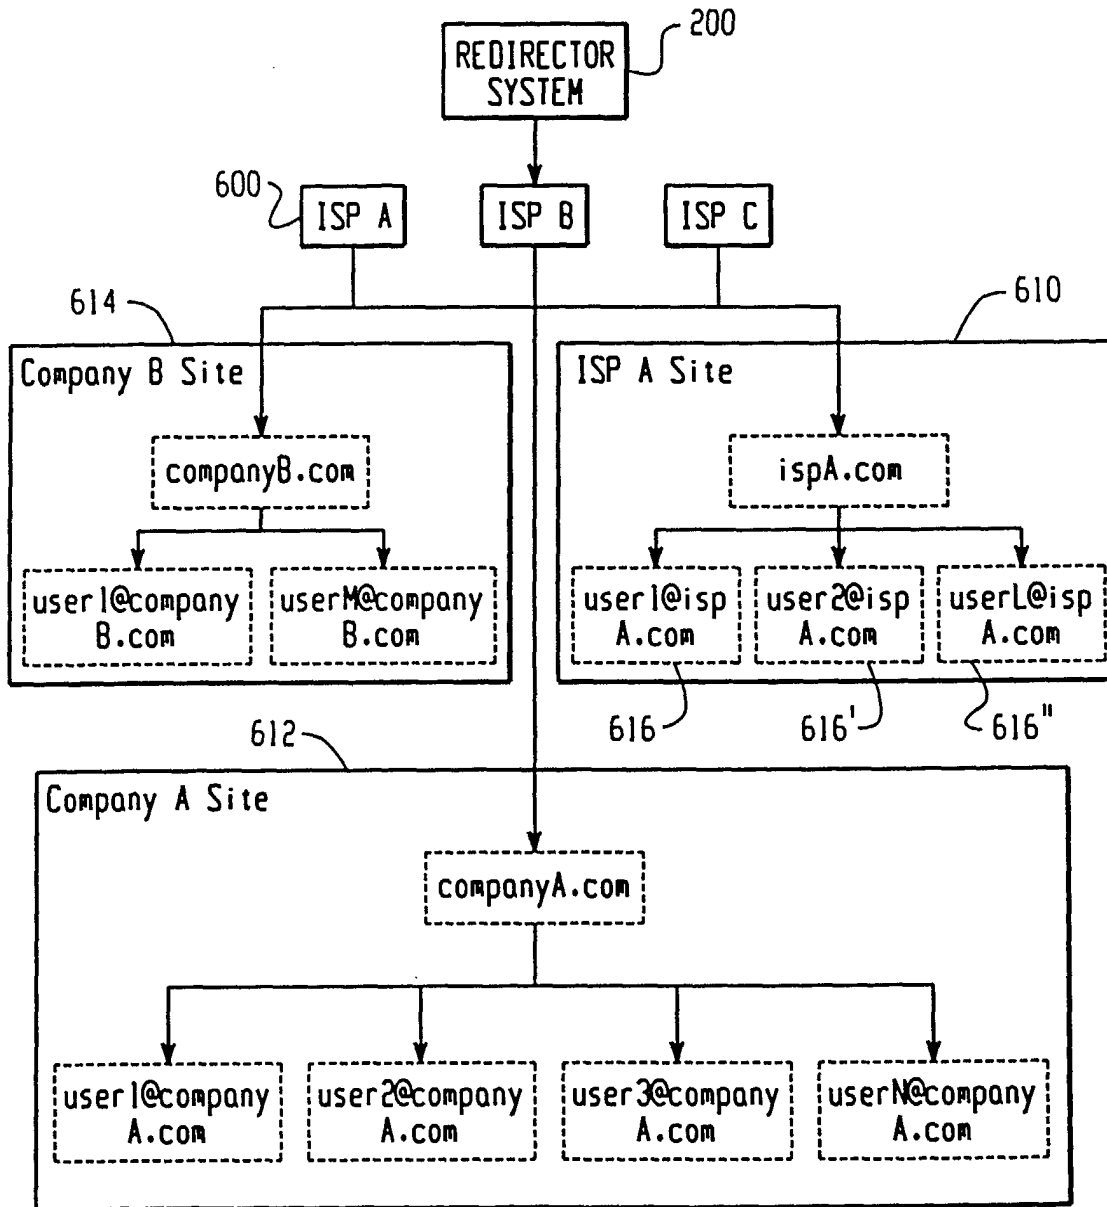 200
REDIRECTOR
SYSTEM
600
ISP A
ISP B
ISP C
614
610
Company B Site
ISP A Site
companyB.com
ispA.com
user1@company
B.com
userM@company
B.com
user1@isp
A.com
user2@isp
A.com
userL@isp
A.com
616
616'
616"
612
Company A Site
companyA.com
user1@company
A.com
user2@company
A.com
user3@company
A.com
userN@company
A.com